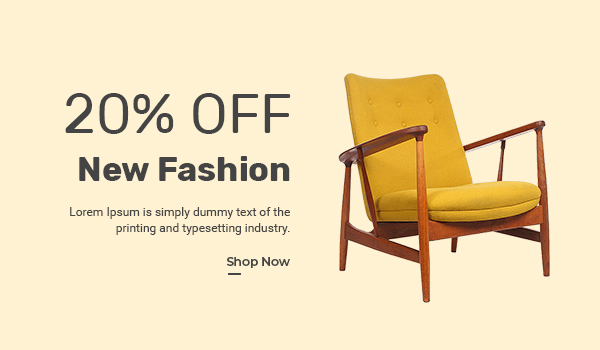 20% OFF
New Fashion
Lorem Ipsum is simply dummy text of the
printing and typesetting industry.
Shop Now